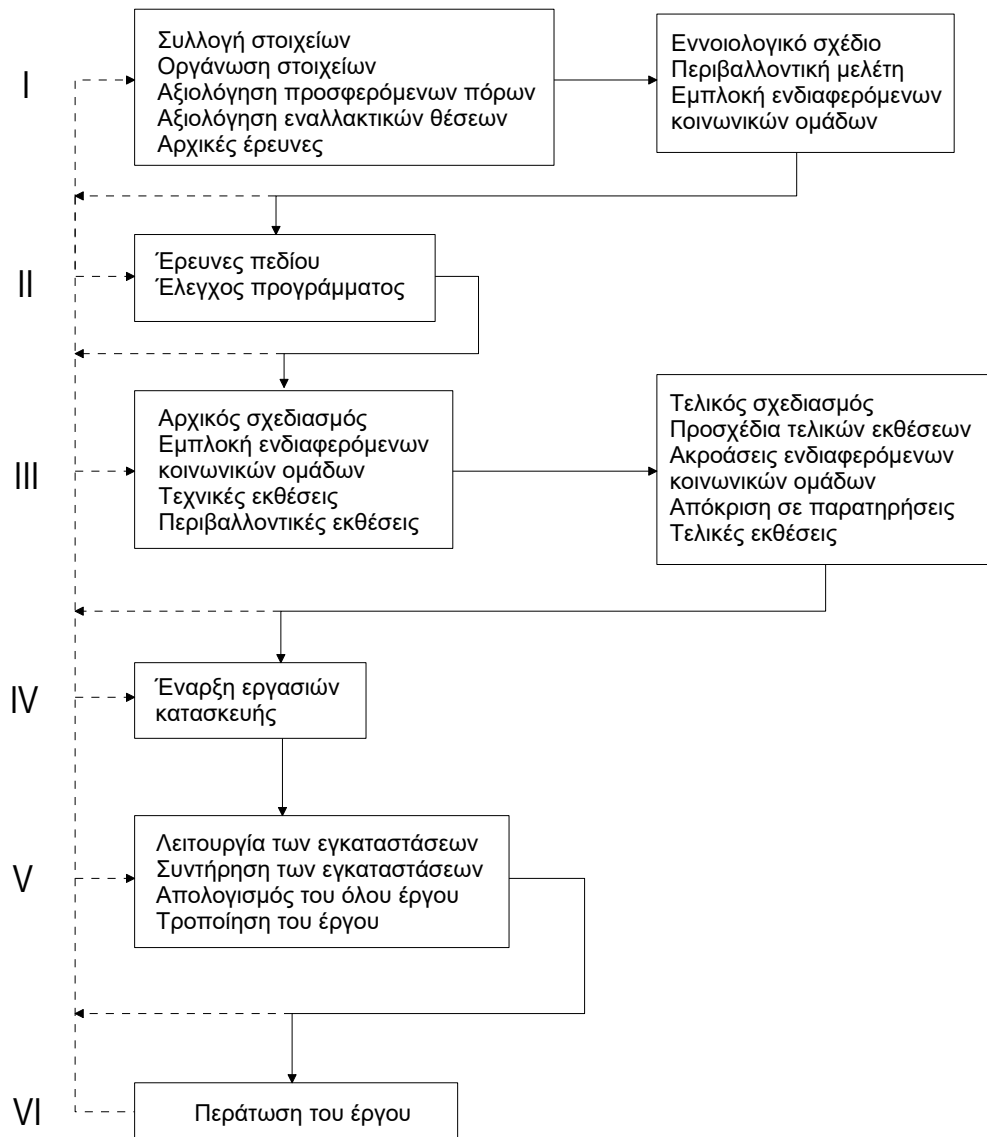 I
Συλλογή στοιχείων
Οργάνωση στοιχείων
Αξιολόγηση προσφερόμενων πόρων
Αξιολόγηση εναλλακτικών θέσεων
Αρχικές έρευνες
Εννοιολογικό σχέδιο
Περιβαλλοντική μελέτη
Εμπλοκή ενδιαφερόμενων
κοινωνικών ομάδων
II
Έρευνες πεδίου
Έλεγχος προγράμματος
III
Αρχικός σχεδιασμός
Εμπλοκή ενδιαφερόμενων
κοινωνικών ομάδων
Τεχνικές εκθέσεις
Περιβαλλοντικές εκθέσεις
Τελικός σχεδιασμός
Προσχέδια τελικών εκθέσεων
Ακροάσεις ενδιαφερόμενων
κοινωνικών ομάδων
Απόκριση σε παρατηρήσεις
Τελικές εκθέσεις
IV
Έναρξη εργασιών
κατασκευής
V
Λειτουργία των εγκαταστάσεων
Συντήρηση των εγκαταστάσεων
Απολογισμός του όλου έργου
Τροποίηση του έργου
VI
Περάτωση του έργου